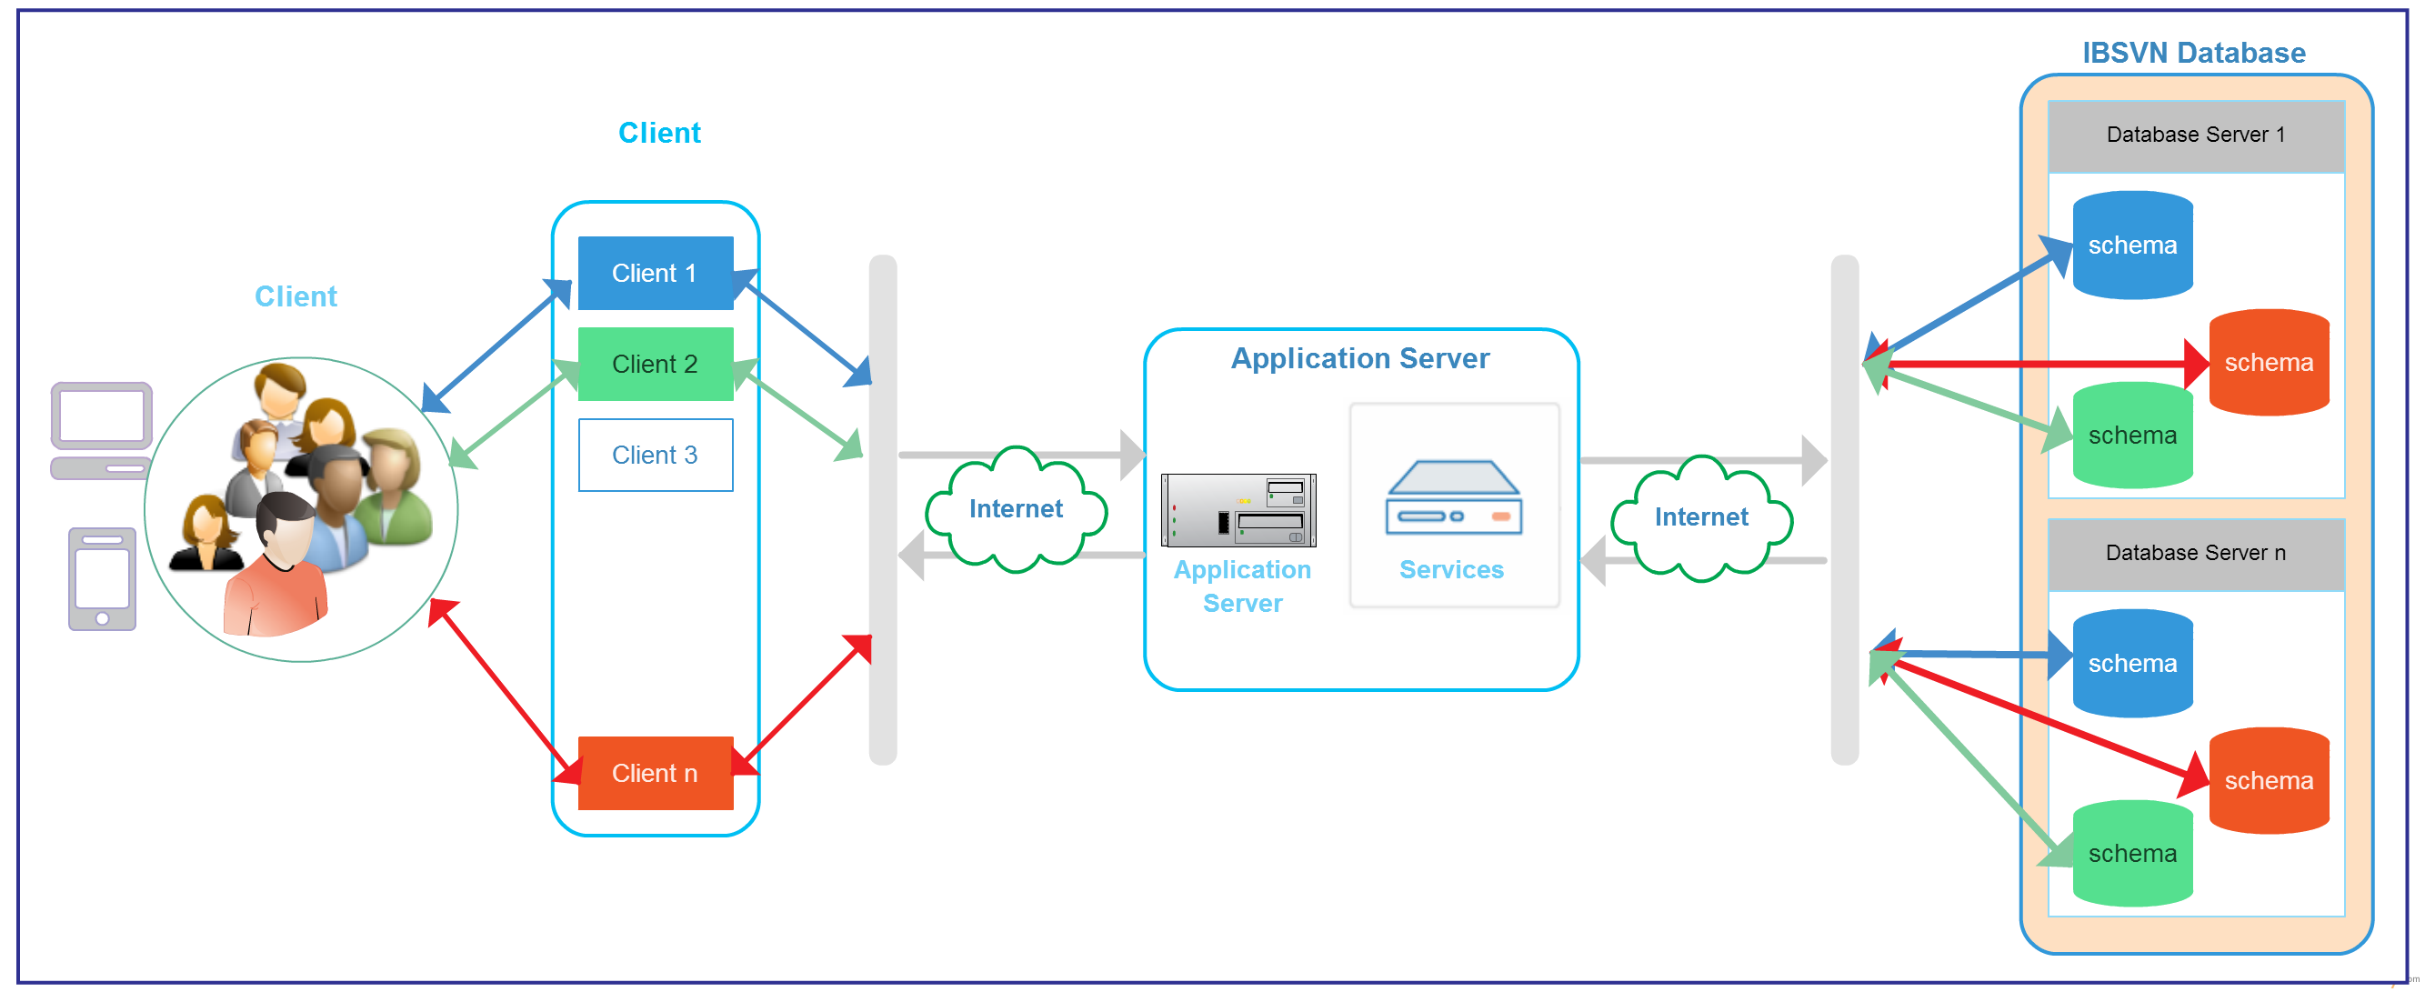 IBSVN Database
Client
Database Server 1
schema
Client 1
Client
Client 2
Application Server
schema
schema
Client 3
Internet
Internet
Database Server n
Application
Server
Services
schema
Client n
schema
schema